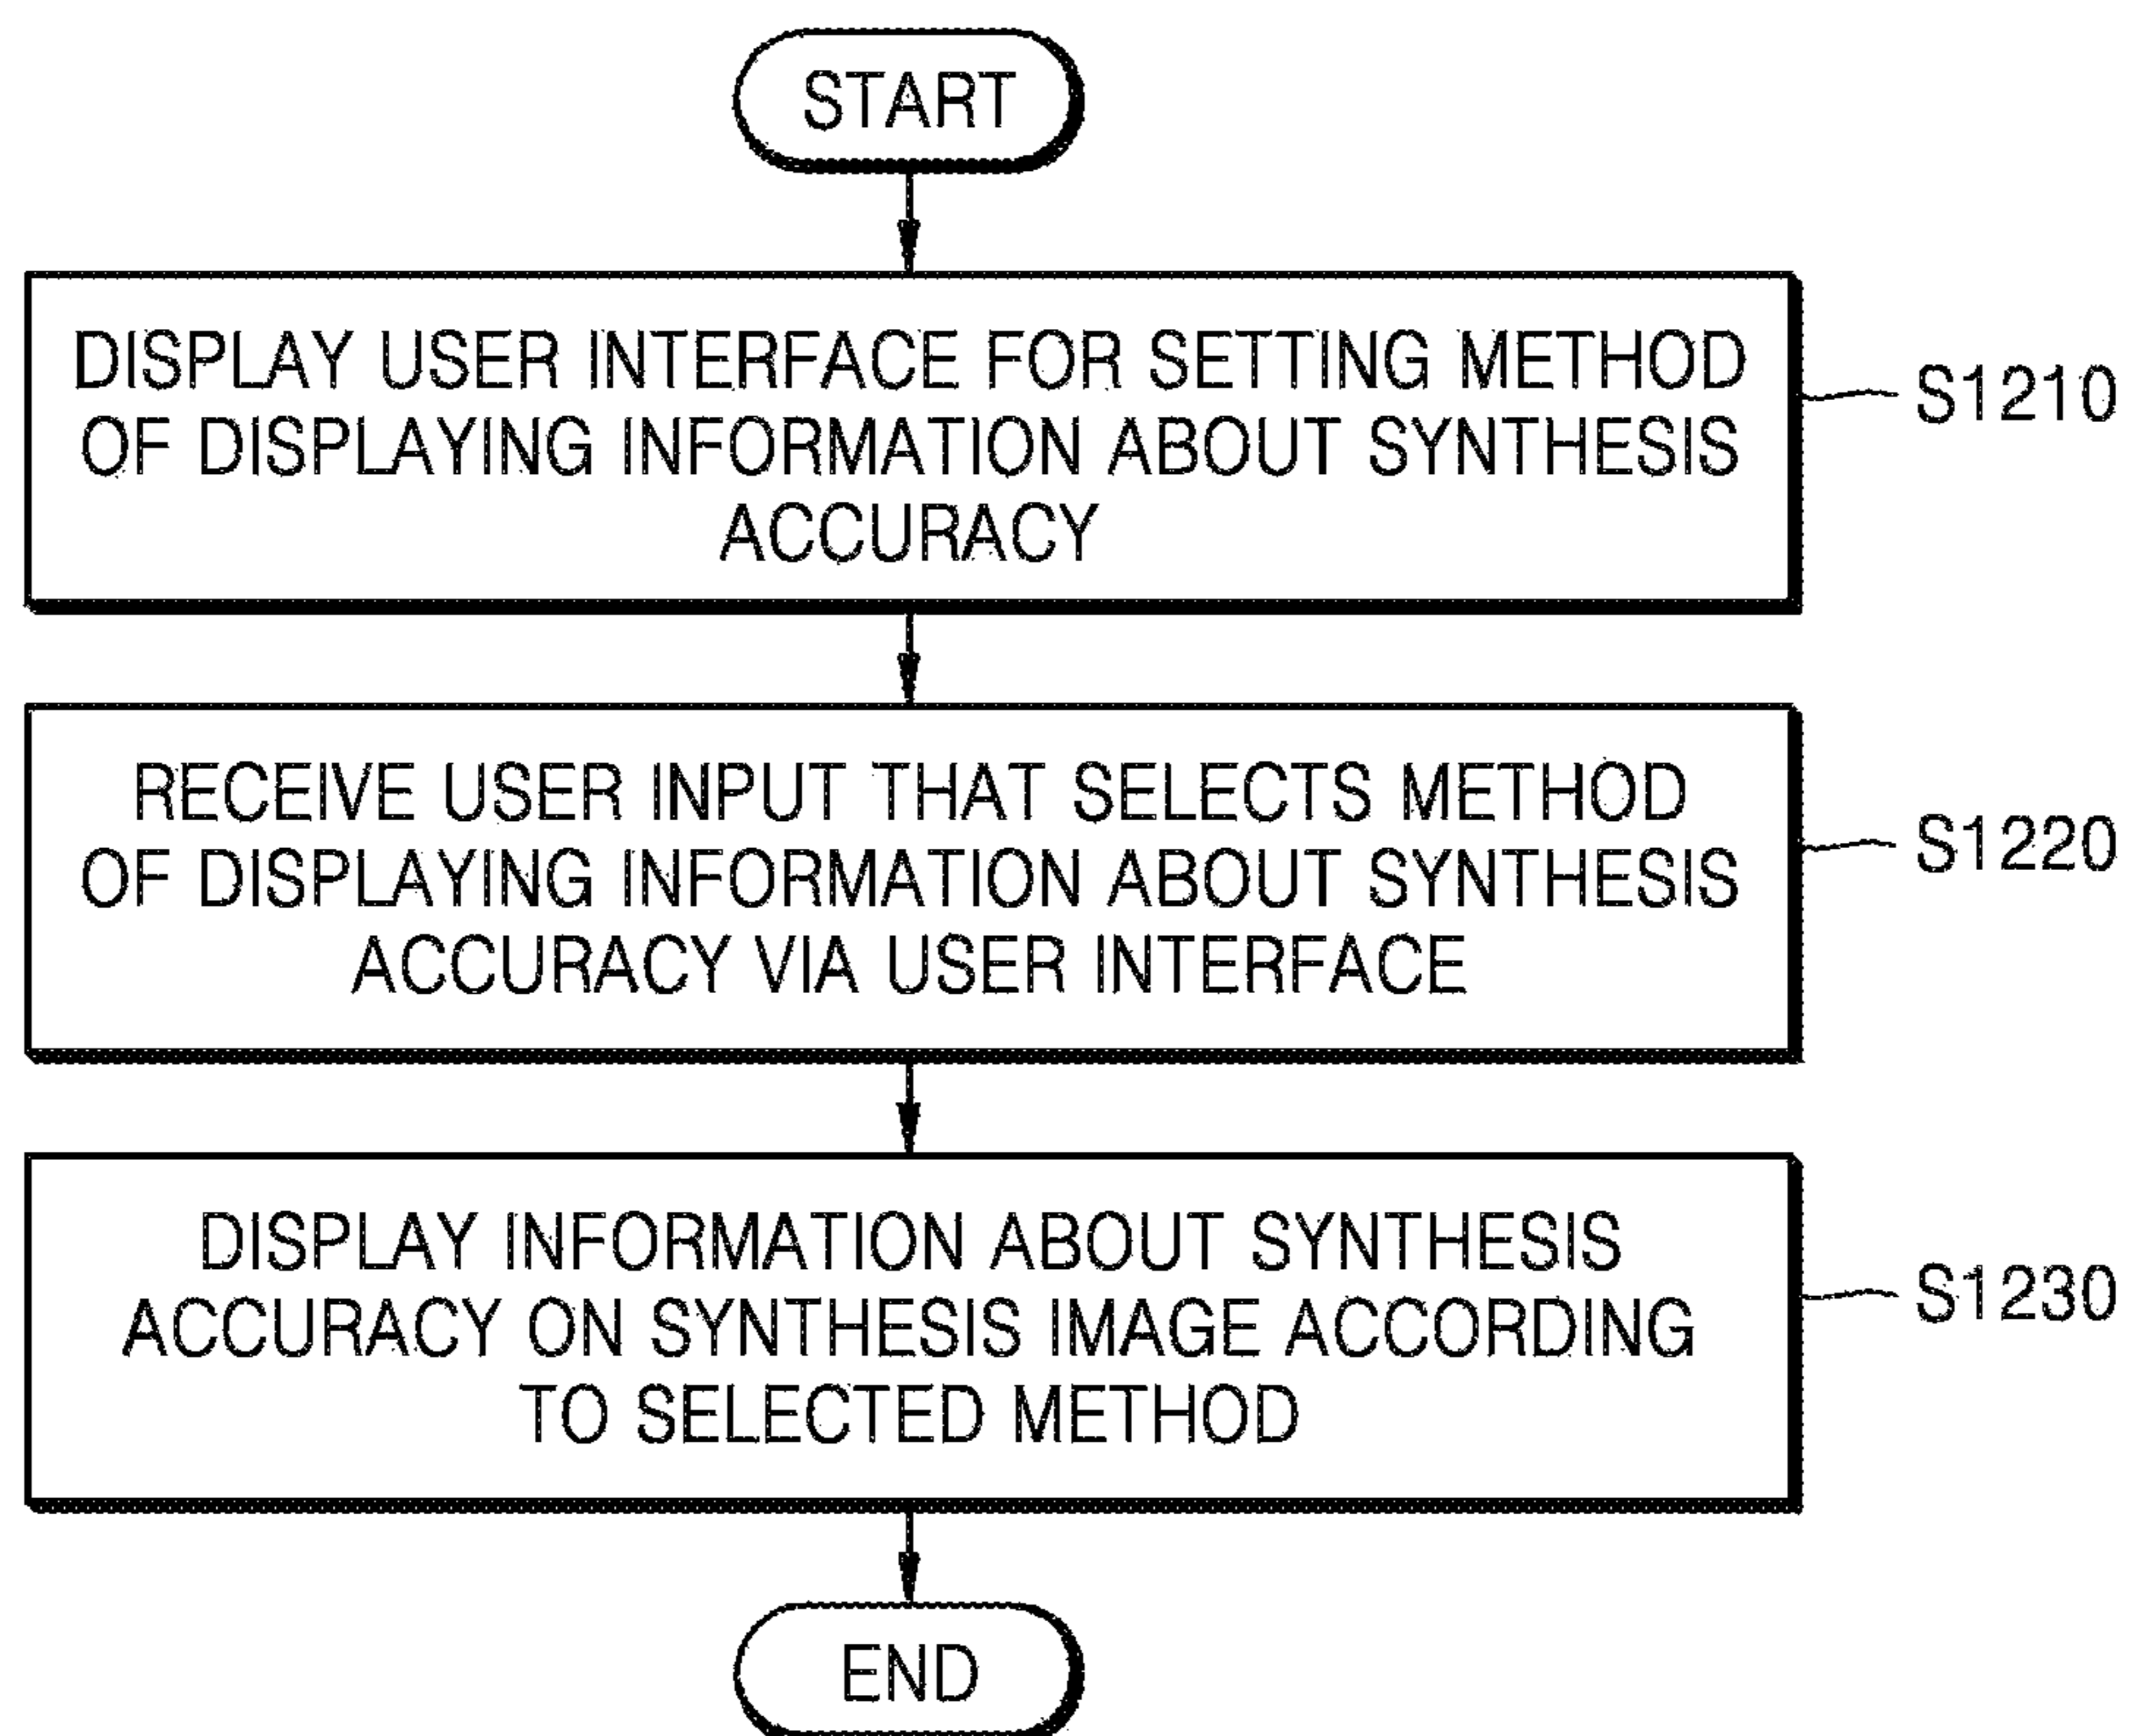 START
DISPLAY USER INTERFACE FOR SETTING METHOD
OF DISPLAYING INFORMATION ABOUT SYNTHESIS
ACCURACY
S1210
RECEIVE USER INPUT THAT SELECTS METHOD
OF DISPLAYING INFORMATION ABOUT SYNTHESIS
ACCURACY VIA USER INTERFACE
S1220
DISPLAY INFORMATION ABOUT SYNTHESIS
ACCURACY ON SYNTHESIS IMAGE ACCORDING
TO SELECTED METHOD
S1230
END